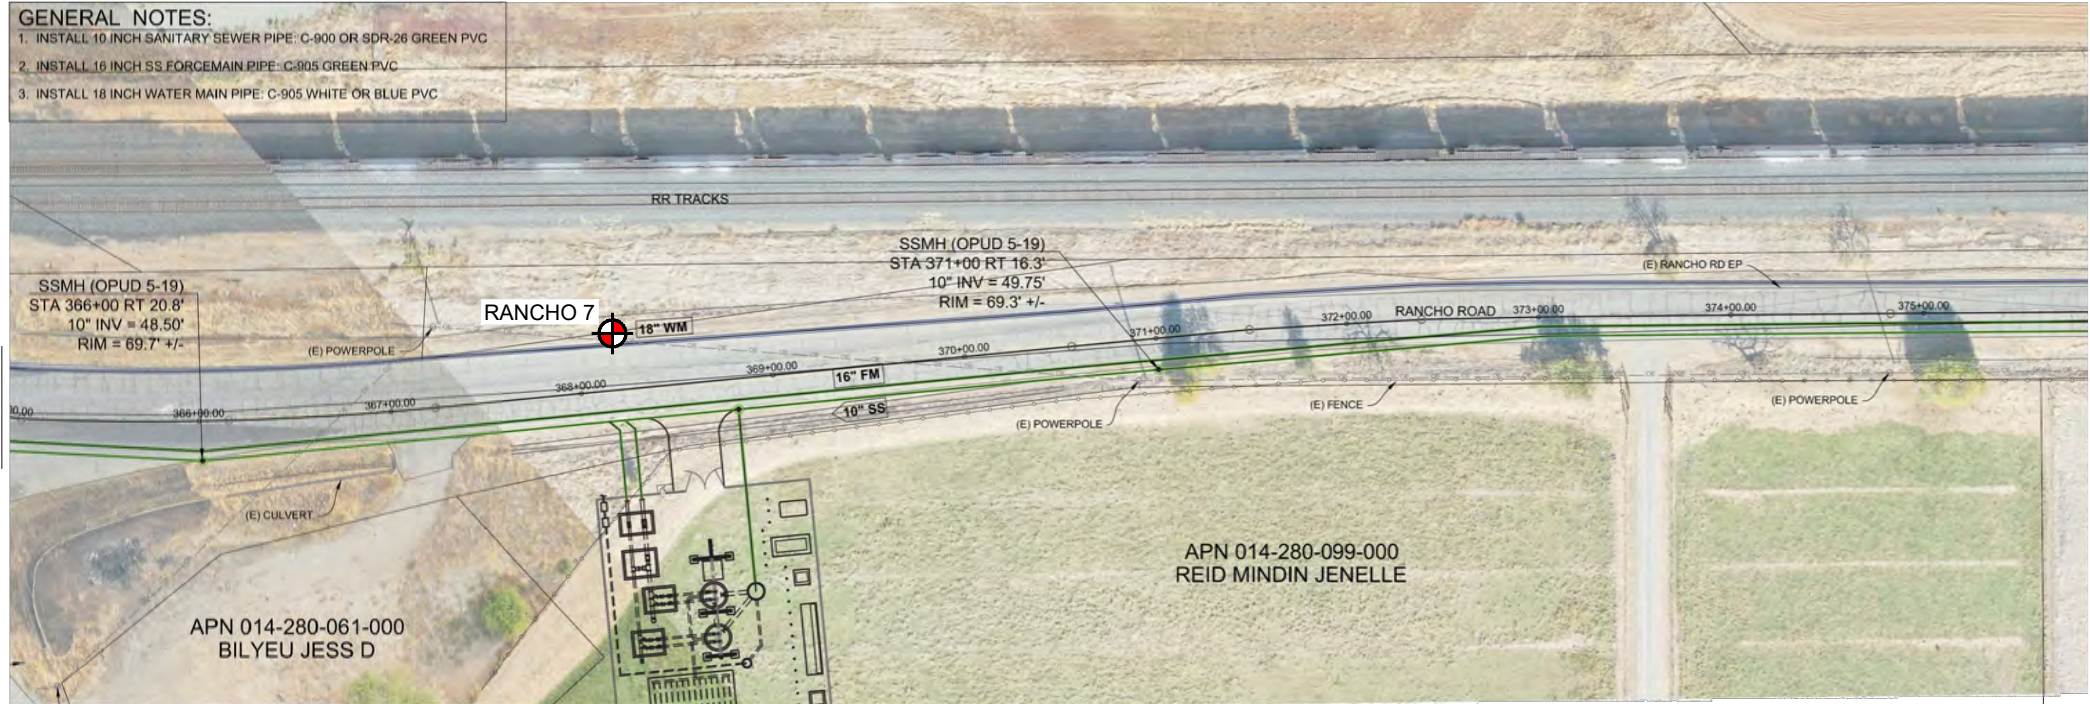 GENERAL NOTES:
1. INSTALL 10 INCH SANITARY SEWER PIPE: C-900 OR SDR-26 GREEN PVC
2. INSTALL 16 INCH SS FORCEMAIN PIPE: C-905 GREEN PVC
3. INSTALL 18 INCH WATER MAIN PIPE: C-905 WHITE OR BLUE PVC
RR TRACKS
SSMH (OPUD 5-19)
STA 371+00 RT 16.3'
10" INV = 49.75'
RIM = 69.3' +/-
(E) RANCHO RD EP
SSMH (OPUD 5-19)
STA 366+00 RT 20.8'
10" INV = 48.50'
RIM = 69.7' +/-
RANCHO 7
18" WM
RANCHO ROAD
(E) POWERPOLE
366+00.00
367+00.00
368+00.00
369+00.00
370+00.00
371+00.00
372+00.00
373+00.00
374+00.00
375+00.00
16" FM
10" SS
(E) POWERPOLE
(E) FENCE
(E) POWERPOLE
(E) CULVERT
APN 014-280-099-000
REID MINDIN JENELLE
APN 014-280-061-000
BILYEU JESS D